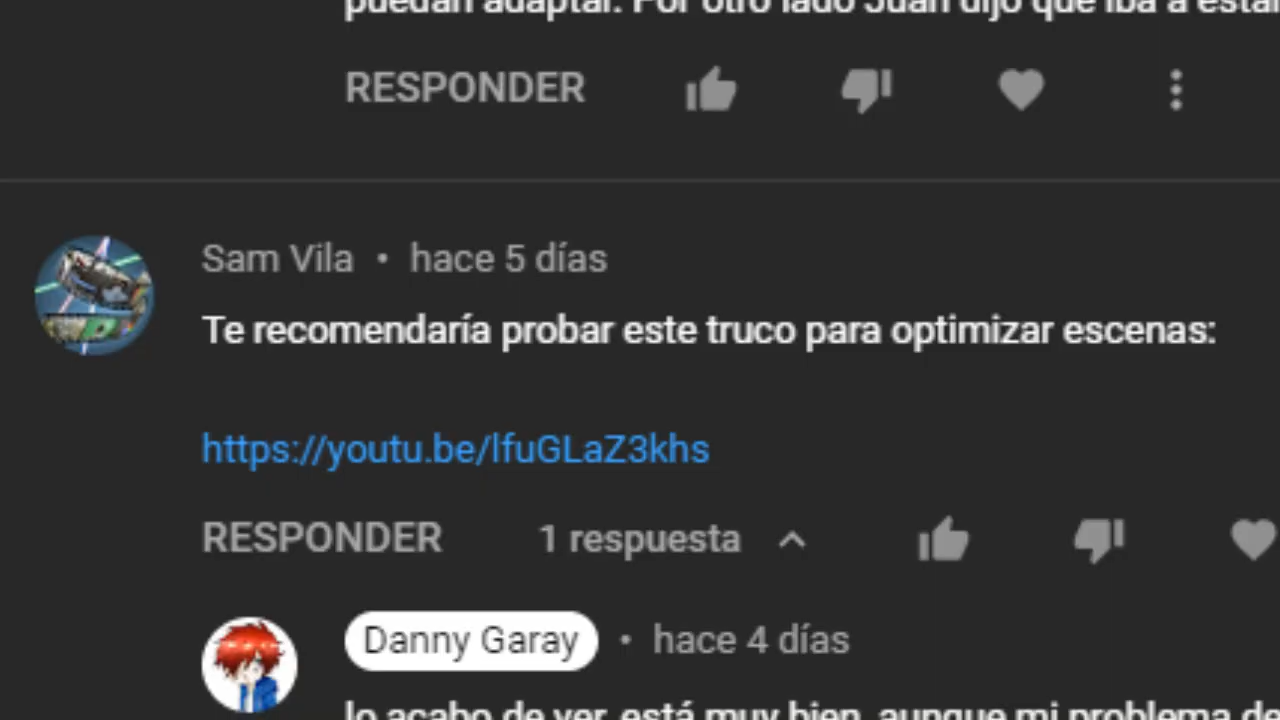 puedan adaptar. Por otro lado Juan dijo que iba a estar
RESPONDER
Sam Vila • hace 5 días
Te recomendaría probar este truco para optimizar escenas:
https://youtu.be/lfuGLaZ3khs
RESPONDER 1 respuesta
Danny Garay • hace 4 días
lo acabo de ver, está muy bien, aunque mi problema de